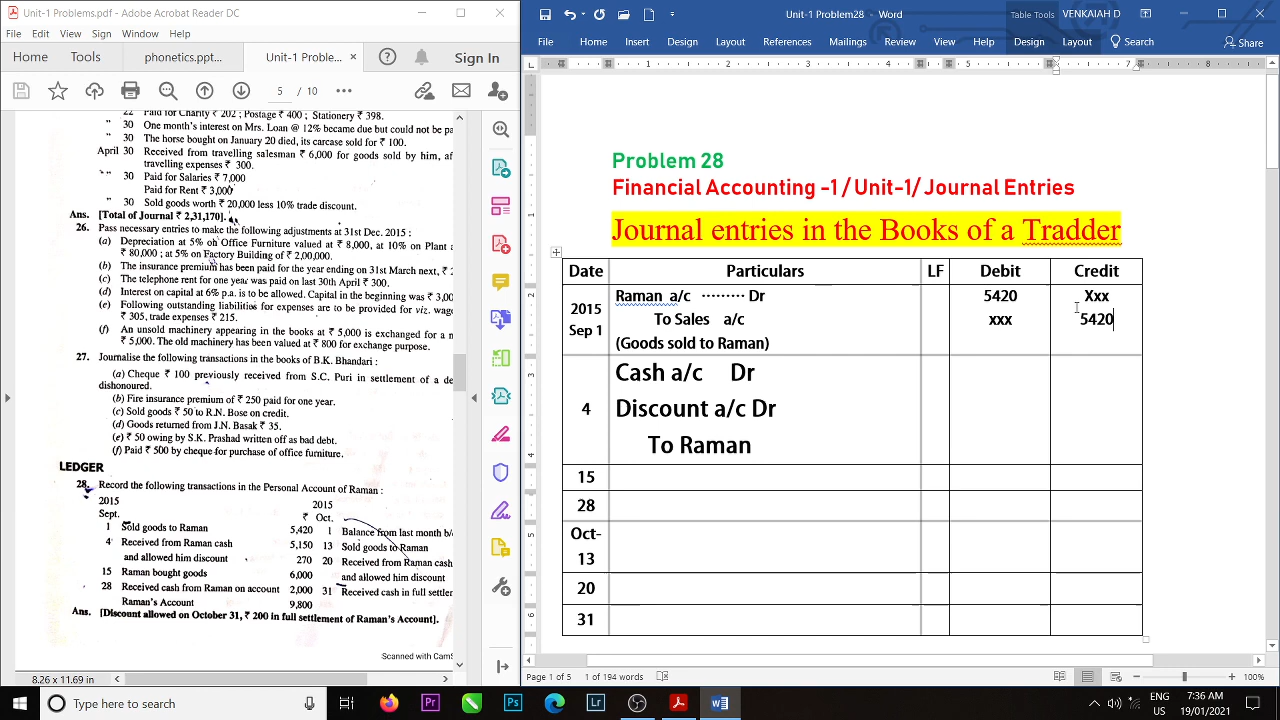 Unit-1 Problems.pdf - Adobe Acrobat Reader DC
File Edit View Sign Window Help
Home Tools phonetics.ppt... Unit-1 Proble... × Sign In
5 / 10
22 Paid for Charity ₹ 202 ; Postage ₹ 400 ; Stationery ₹ 398.
" 30 One month's interest on Mrs. Loan @ 12% became due but could not be pa
" 30 The horse bought on January 20 died, its carcase sold for ₹ 100.
April 30 Received from travelling salesman ₹ 6,000 for goods sold by him, af
travelling expenses ₹ 300.
" 30 Paid for Salaries ₹ 7,000
Paid for Rent ₹ 3,000
" 30 Sold goods worth ₹ 20,000 less 10% trade discount.
Ans. [Total of Journal ₹ 2,31,170].
26. Pass necessary entries to make the following adjustments at 31st Dec. 2015 :
(a) Depreciation at 5% on Office Furniture valued at ₹ 8,000, at 10% on Plant a
₹ 80,000 ; at 5% on Factory Building of ₹ 2,00,000.
(b) The insurance premium has been paid for the year ending on 31st March next, ₹ 2
(c) The telephone rent for one year was paid on last 30th April ₹ 300.
(d) Interest on capital at 6% p.a. is to be allowed. Capital in the beginning was ₹ 3,00
(e) Following outstanding liabilities for expenses are to be provided for viz. wage
₹ 305, trade expenses ₹ 215.
(f) An unsold machinery appearing in the books at ₹ 5,000 is exchanged for a n
₹ 5,000. The old machinery has been valued at ₹ 800 for exchange purpose.
27. Journalise the following transactions in the books of B.K. Bhandari :
(a) Cheque ₹ 100 previously received from S.C. Puri in settlement of a de
dishonoured.
(b) Fire insurance premium of ₹ 250 paid for one year.
(c) Sold goods ₹ 50 to R.N. Bose on credit.
(d) Goods returned from J.N. Basak ₹ 35.
(e) ₹ 50 owing by S.K. Prashad written off as bad debt.
(f) Paid ₹ 500 by cheque for purchase of office furniture.
LEDGER
28. Record the following transactions in the Personal Account of Raman :
2015 2015
Sept. ₹ Oct.
1 Sold goods to Raman 5,420 1 Balance from last month b/
4 Received from Raman cash 5,150 13 Sold goods to Raman
and allowed him discount 270 20 Received from Raman cash
15 Raman bought goods 6,000 and allowed him discount
28 Received cash from Raman on account 2,000 31 Received cash in full settler
Raman's Account 9,800
Ans. [Discount allowed on October 31, ₹ 200 in full settlement of Raman's Account].
Scanned with CamS
8.26 x 11.69 in
Unit-1 Problem28 - Word Table Tools VENKAIAH D
File Home Insert Design Layout References Mailings Review View Help Design Layout Search Share
Problem 28
Financial Accounting -1 / Unit-1/ Journal Entries
Journal entries in the Books of a Tradder
Date Particulars LF Debit Credit
2015 Raman a/c ......... Dr 5420 Xxx
Sep 1 To Sales a/c xxx 5420
(Goods sold to Raman)
Cash a/c Dr
4 Discount a/c Dr
To Raman
15
28
Oct-
13
20
31
Page 1 of 5 1 of 194 words 100%
Type here to search Pr Ps Lr ENG 7:36 AM
US 19/01/2021